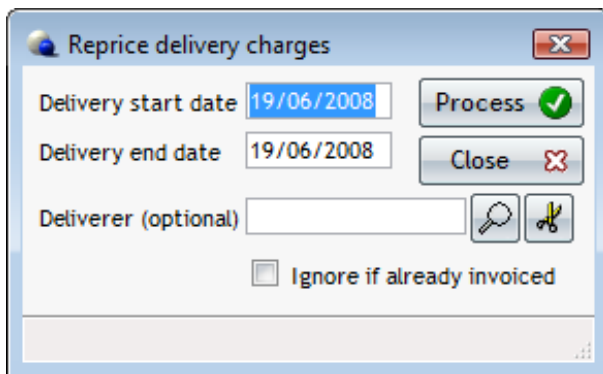 Reprice delivery charges
Delivery start date 19/06/2008 Process
Delivery end date 19/06/2008 Close
Deliverer (optional)
Ignore if already invoiced